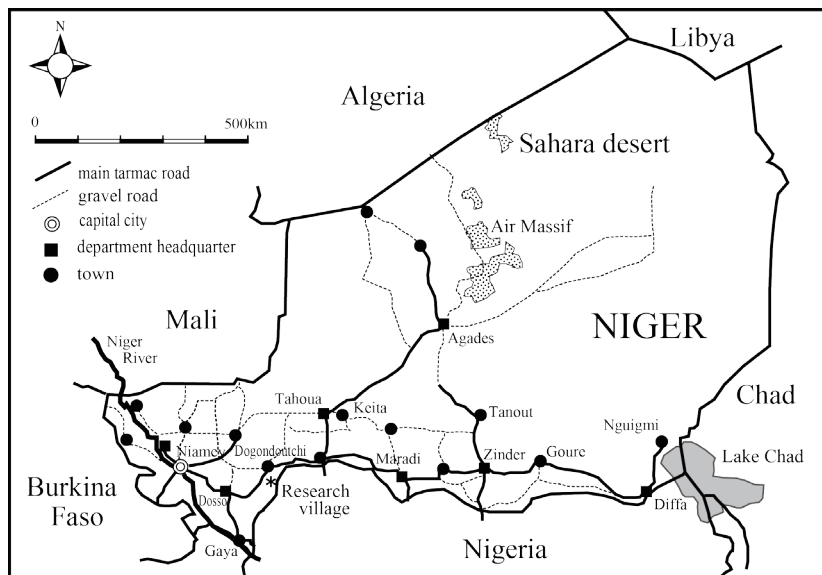 N
Libya
Algeria
0 500km
Sahara desert
main tarmac road
gravel road
capital city
Air Massif
department headquarter
town
Mali
NIGER
Niger
River
Agades
Chad
Tahoua
Keita
Tanout
Nguigmi
Niamey
Dogondoutchi
Maradi
Zinder
Goure
Lake Chad
Burkina
Faso
Dosso
Research
village
Diffa
Gaya
Nigeria